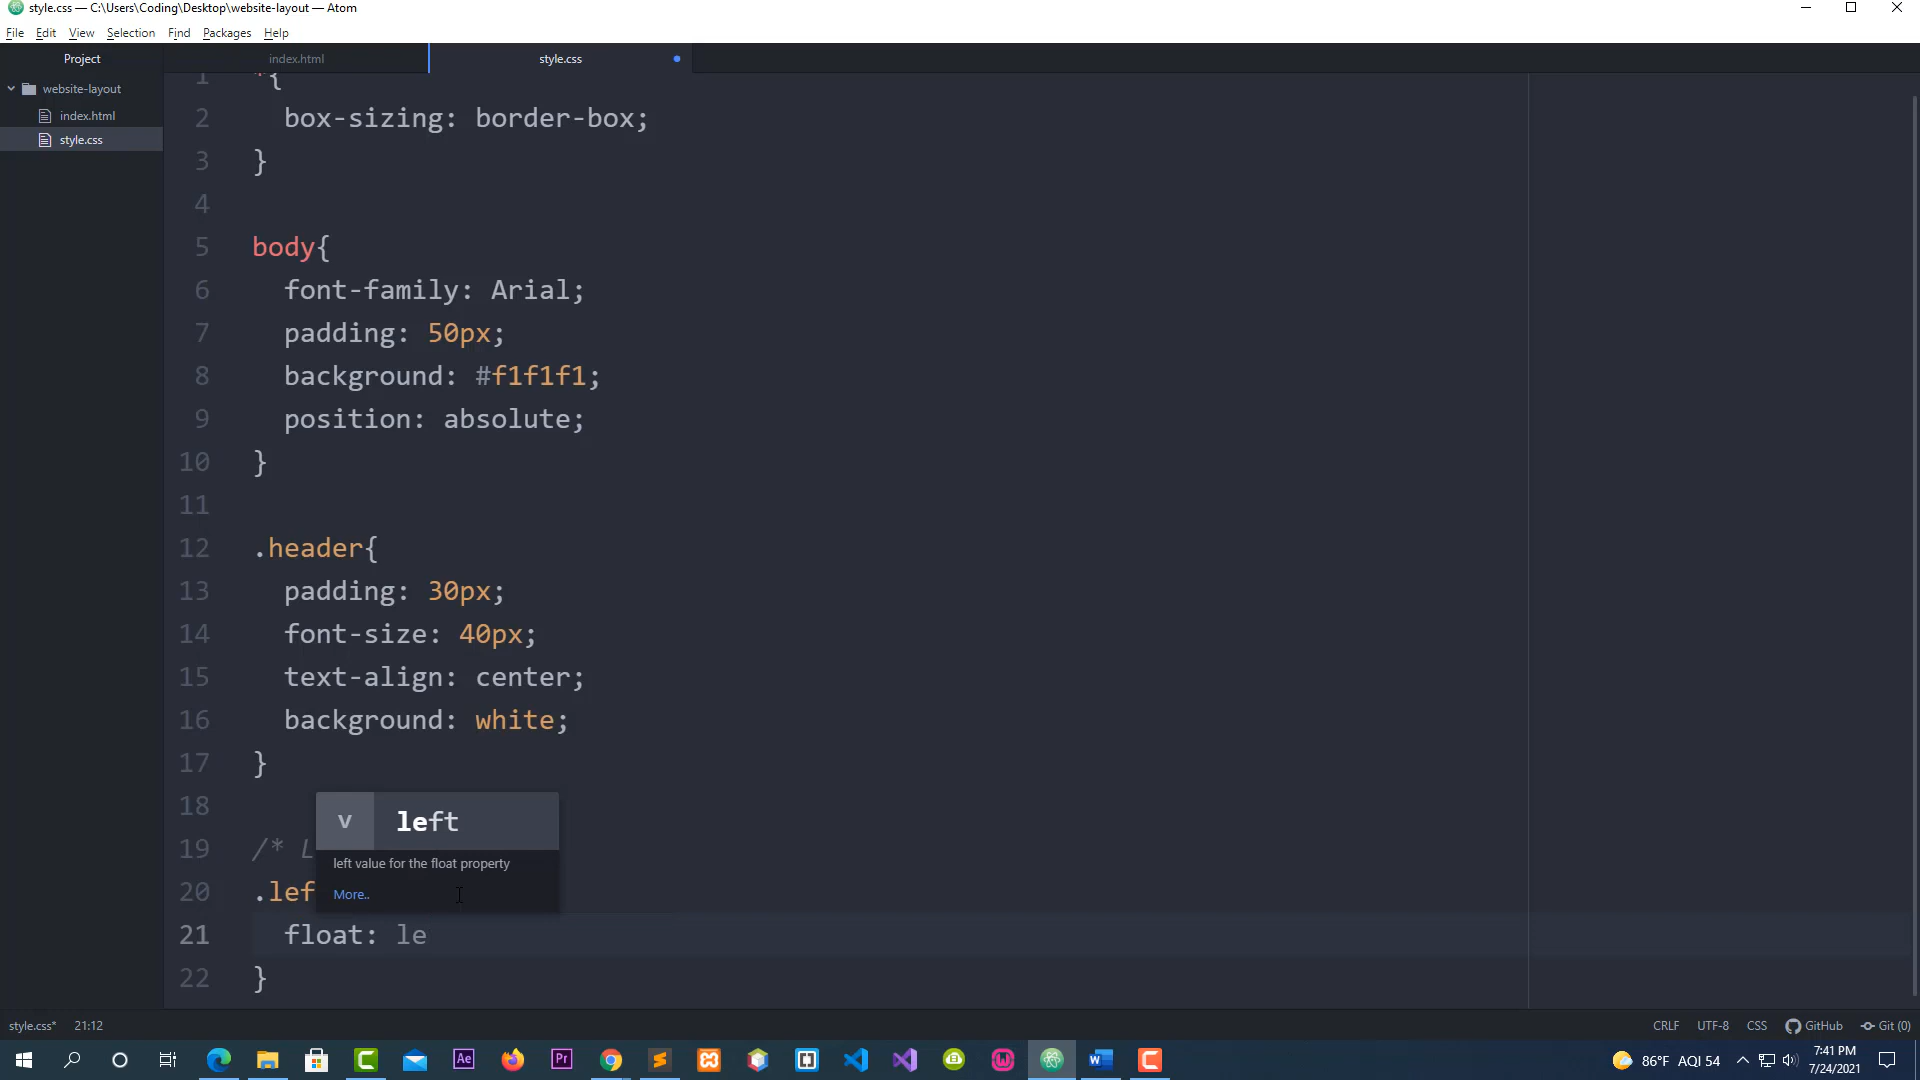 style.css — C:\Users\Coding\Desktop\website-layout — Atom
File Edit View Selection Find Packages Help
Project index.html style.css
website-layout
index.html
style.css
1 *{
2 box-sizing: border-box;
3 }
4
5 body{
6 font-family: Arial;
7 padding: 50px;
8 background: #f1f1f1;
9 position: absolute;
10 }
11
12 .header{
13 padding: 30px;
14 font-size: 40px;
15 text-align: center;
16 background: white;
17 }
18
v left
19 /* L
left value for the float property
20 .lef
More..
21 float: le
22 }
style.css* 21:12 CRLF UTF-8 CSS GitHub Git (0)
Ae Pr W 86°F AQI 54 7:41 PM
7/24/2021